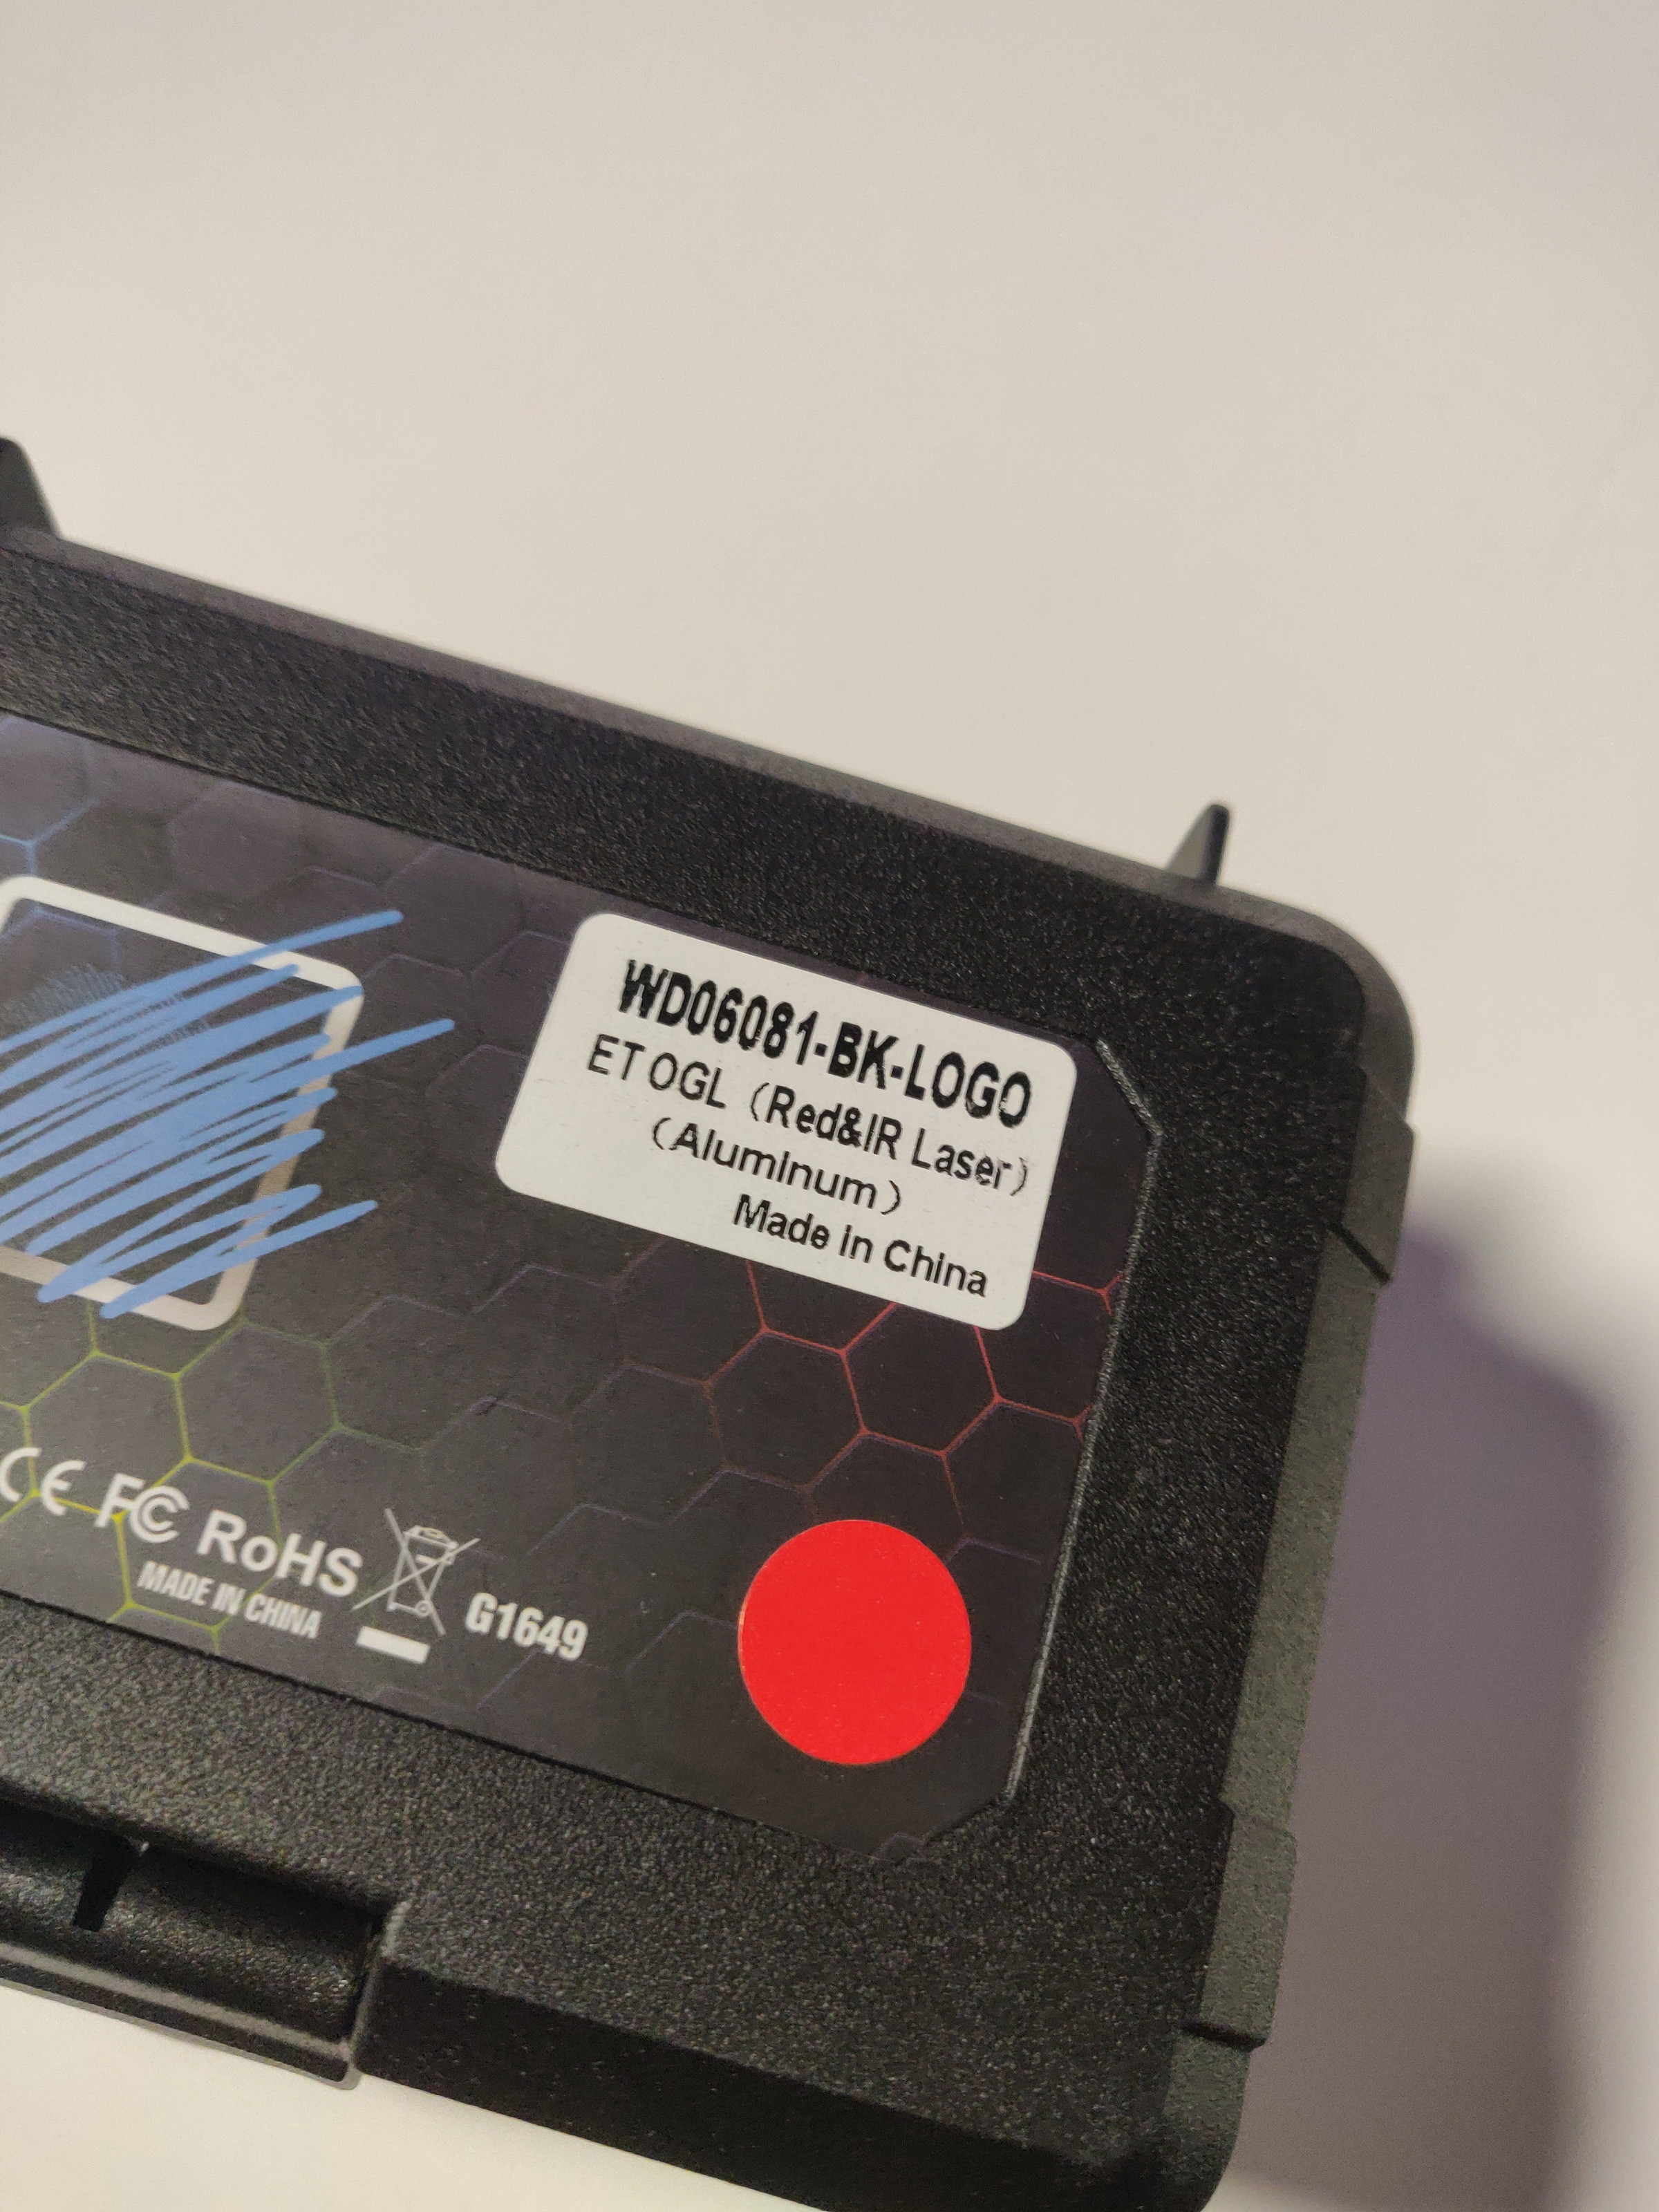 WD06081-BK-LOGO
ET OGL（Red&IR Laser）
（Aluminum）
Made in China
CE FC RoHS
MADE IN CHINA
G1649